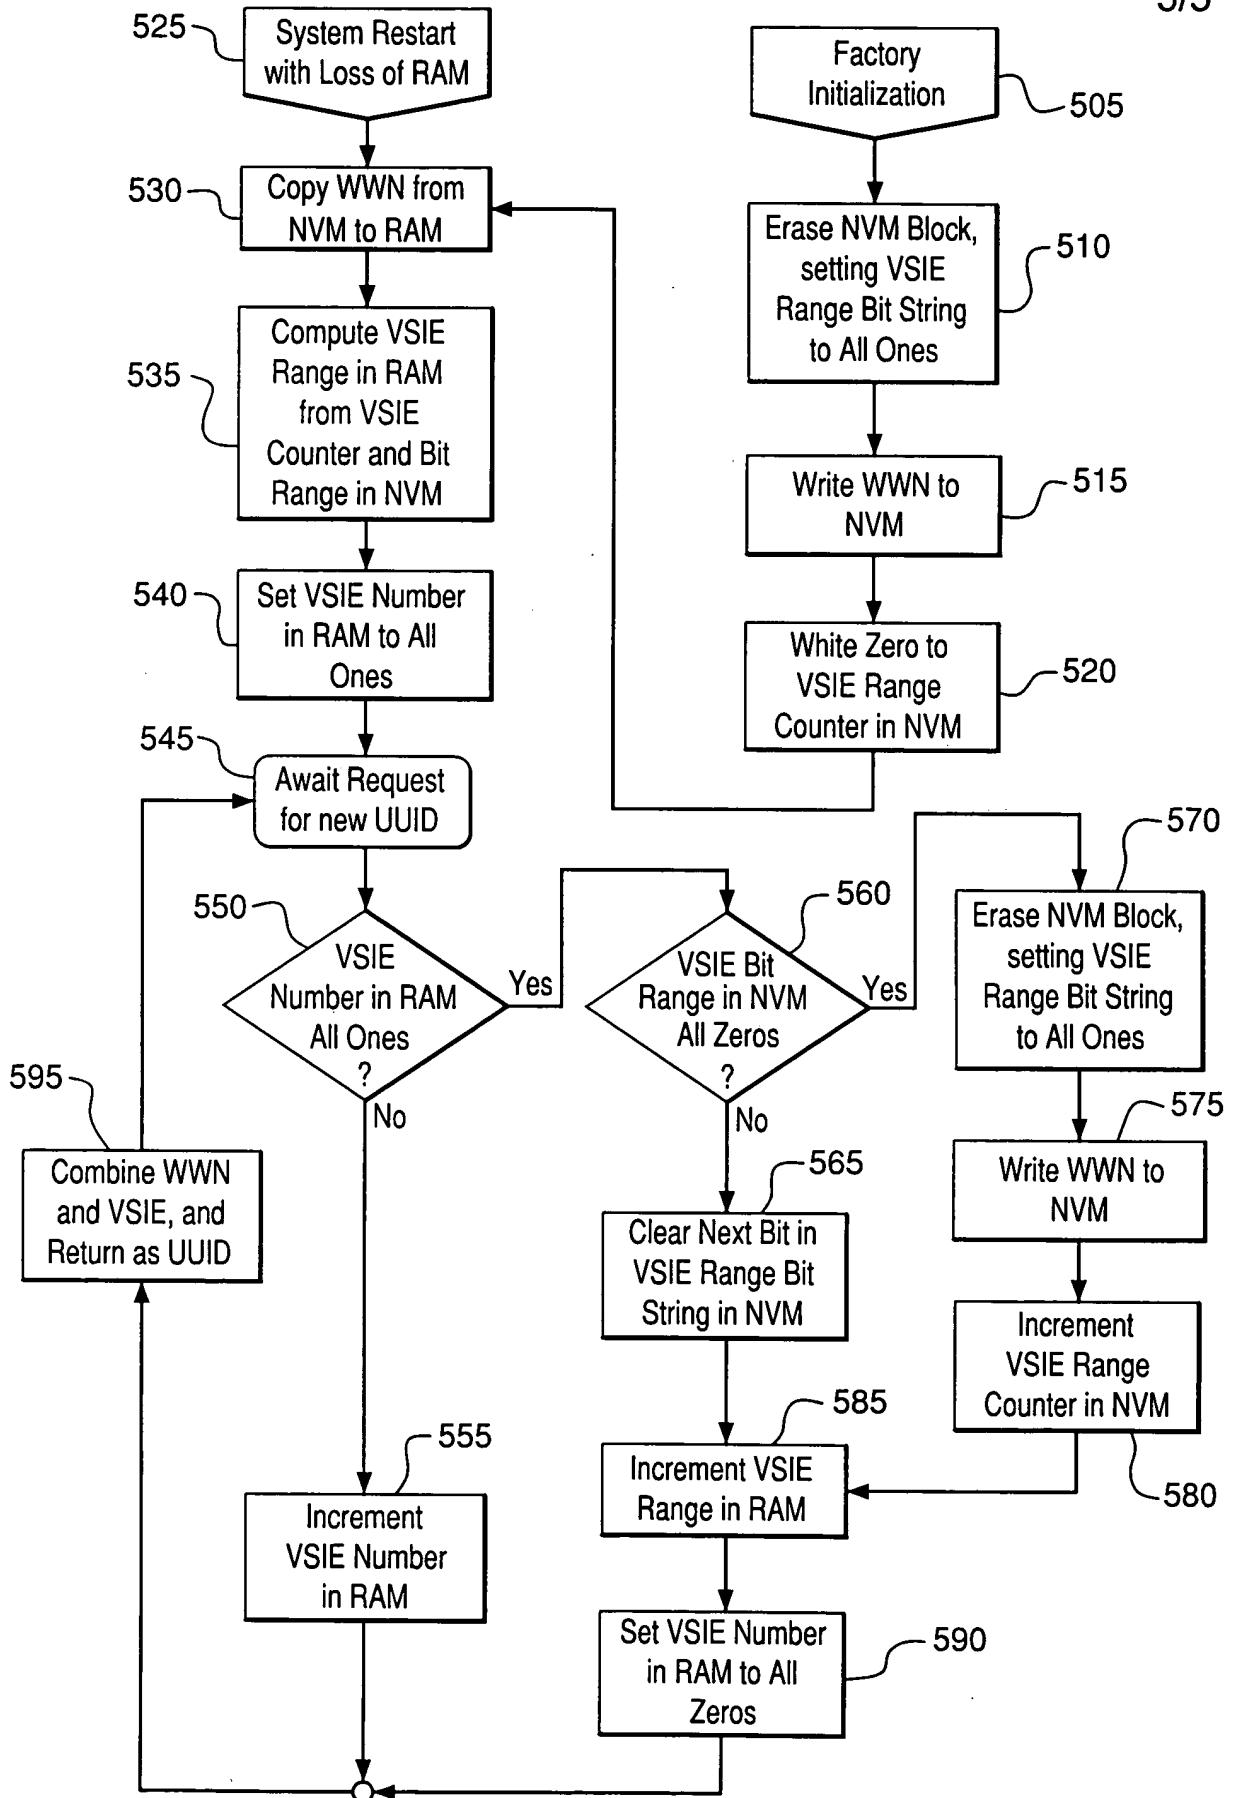 5/5
525
System Restart
with Loss of RAM
Factory
Initialization
505
530
Copy WWN from
NVM to RAM
Erase NVM Block,
setting VSIE
Range Bit String
to All Ones
510
535
Compute VSIE
Range in RAM
from VSIE
Counter and Bit
Range in NVM
Write WWN to
NVM
515
540
Set VSIE Number
in RAM to All
Ones
White Zero to
VSIE Range
Counter in NVM
520
545
Await Request
for new UUID
550
VSIE
Number in RAM
All Ones
?
Yes
No
560
VSIE Bit
Range in NVM
All Zeros
?
Yes
No
570
Erase NVM Block,
setting VSIE
Range Bit String
to All Ones
595
Combine WWN
and VSIE, and
Return as UUID
565
Clear Next Bit in
VSIE Range Bit
String in NVM
575
Write WWN to
NVM
Increment
VSIE Range
Counter in NVM
580
555
Increment
VSIE Number
in RAM
585
Increment VSIE
Range in RAM
590
Set VSIE Number
in RAM to All
Zeros